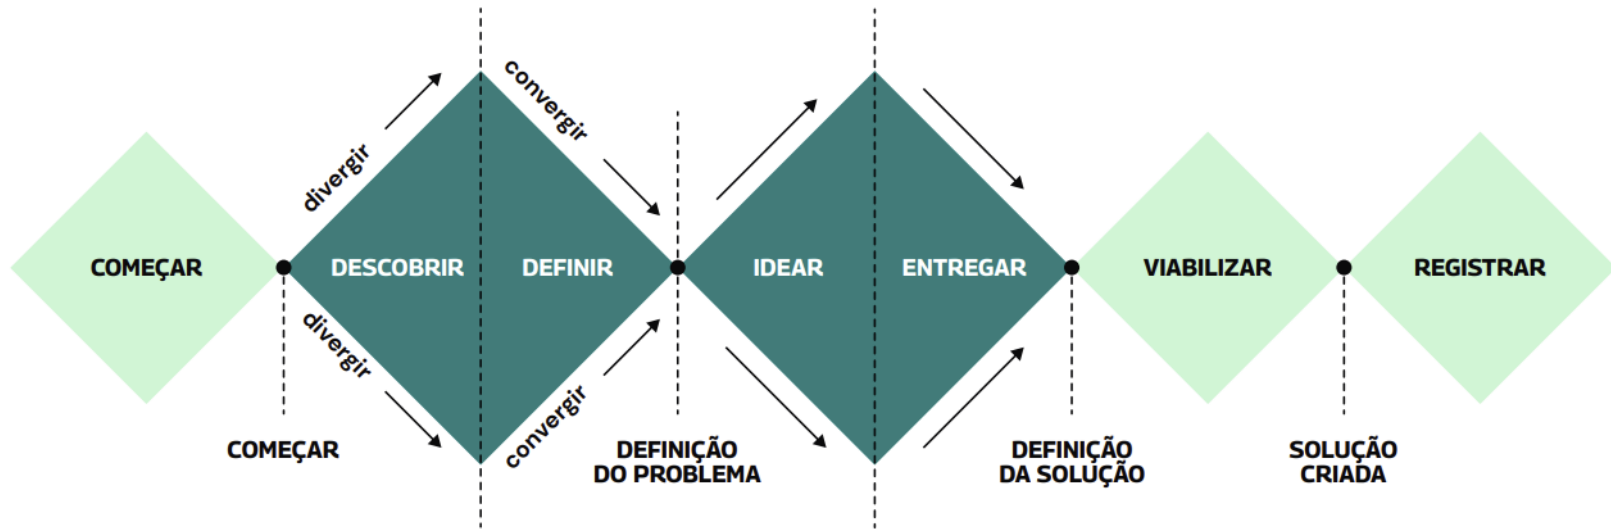 divergir
convergir
COMEÇAR
DESCOBRIR
DEFINIR
IDEAR
ENTREGAR
VIABILIZAR
REGISTRAR
divergir
convergir
COMEÇAR
DEFINIÇÃO
DO PROBLEMA
DEFINIÇÃO
DA SOLUÇÃO
SOLUÇÃO
CRIADA